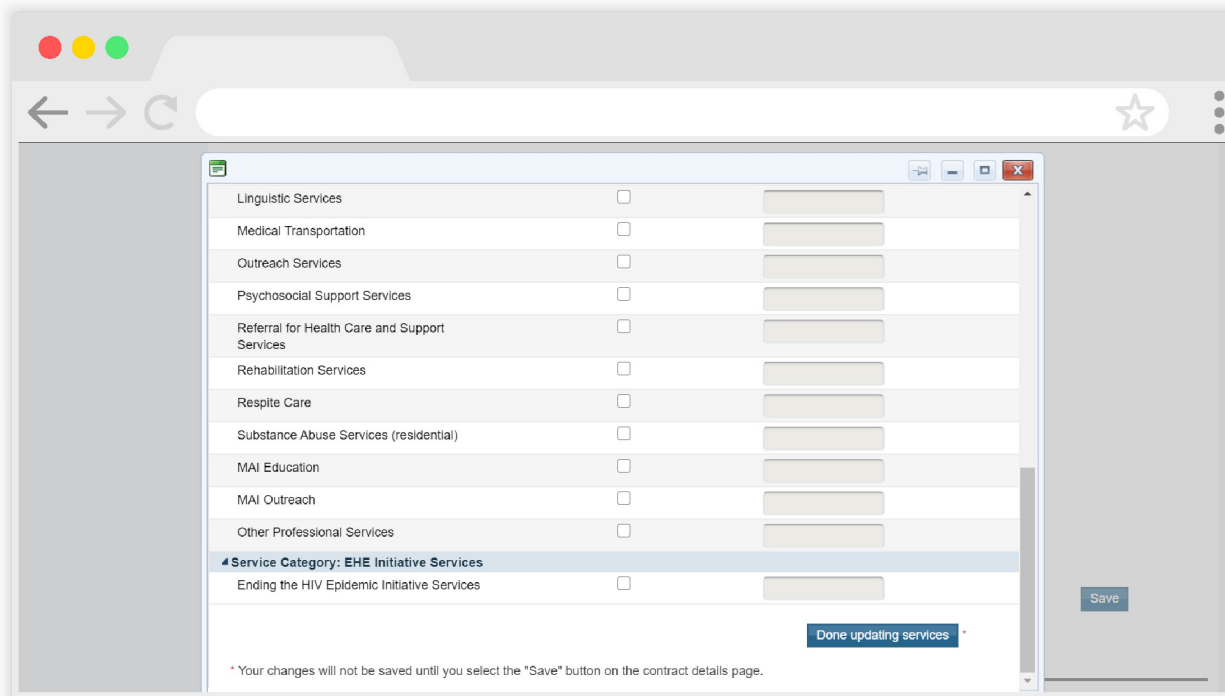 Linguistic Services
Medical Transportation
Outreach Services
Psychosocial Support Services
Referral for Health Care and Support
Services
Rehabilitation Services
Respite Care
Substance Abuse Services (residential)
MAI Education
MAI Outreach
Other Professional Services
Service Category: EHE Initiative Services
Ending the HIV Epidemic Initiative Services
Save
Done updating services *
* Your changes will not be saved until you select the "Save" button on the contract details page.